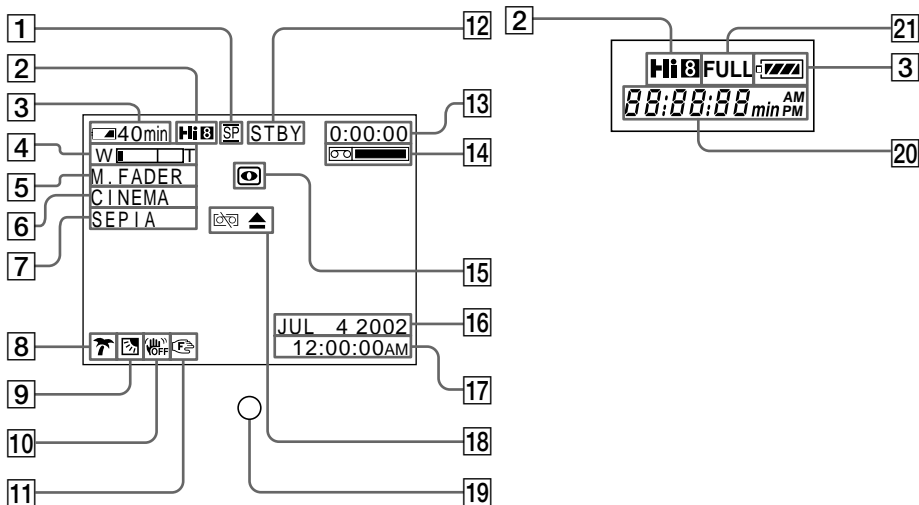 1 12 2 21
2
3 13 Hi8 FULL 3
40min Hi8 SP STBY 0:00:00 88:88:88 min AM PM
4 W T 14 20
5 M.FADER
6 CINEMA
7 SEPIA
15
16
JUL 4 2002
8 OFF F 12:00:00AM
9 17
10 18
11 19